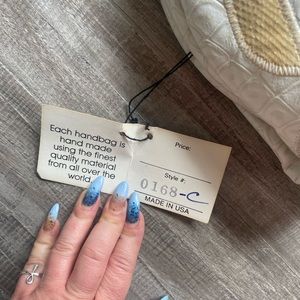 Each handbag is
hand made
using the finest
quality material
from all over the
world.
Price:
Style #:
0168-C
MADE IN USA